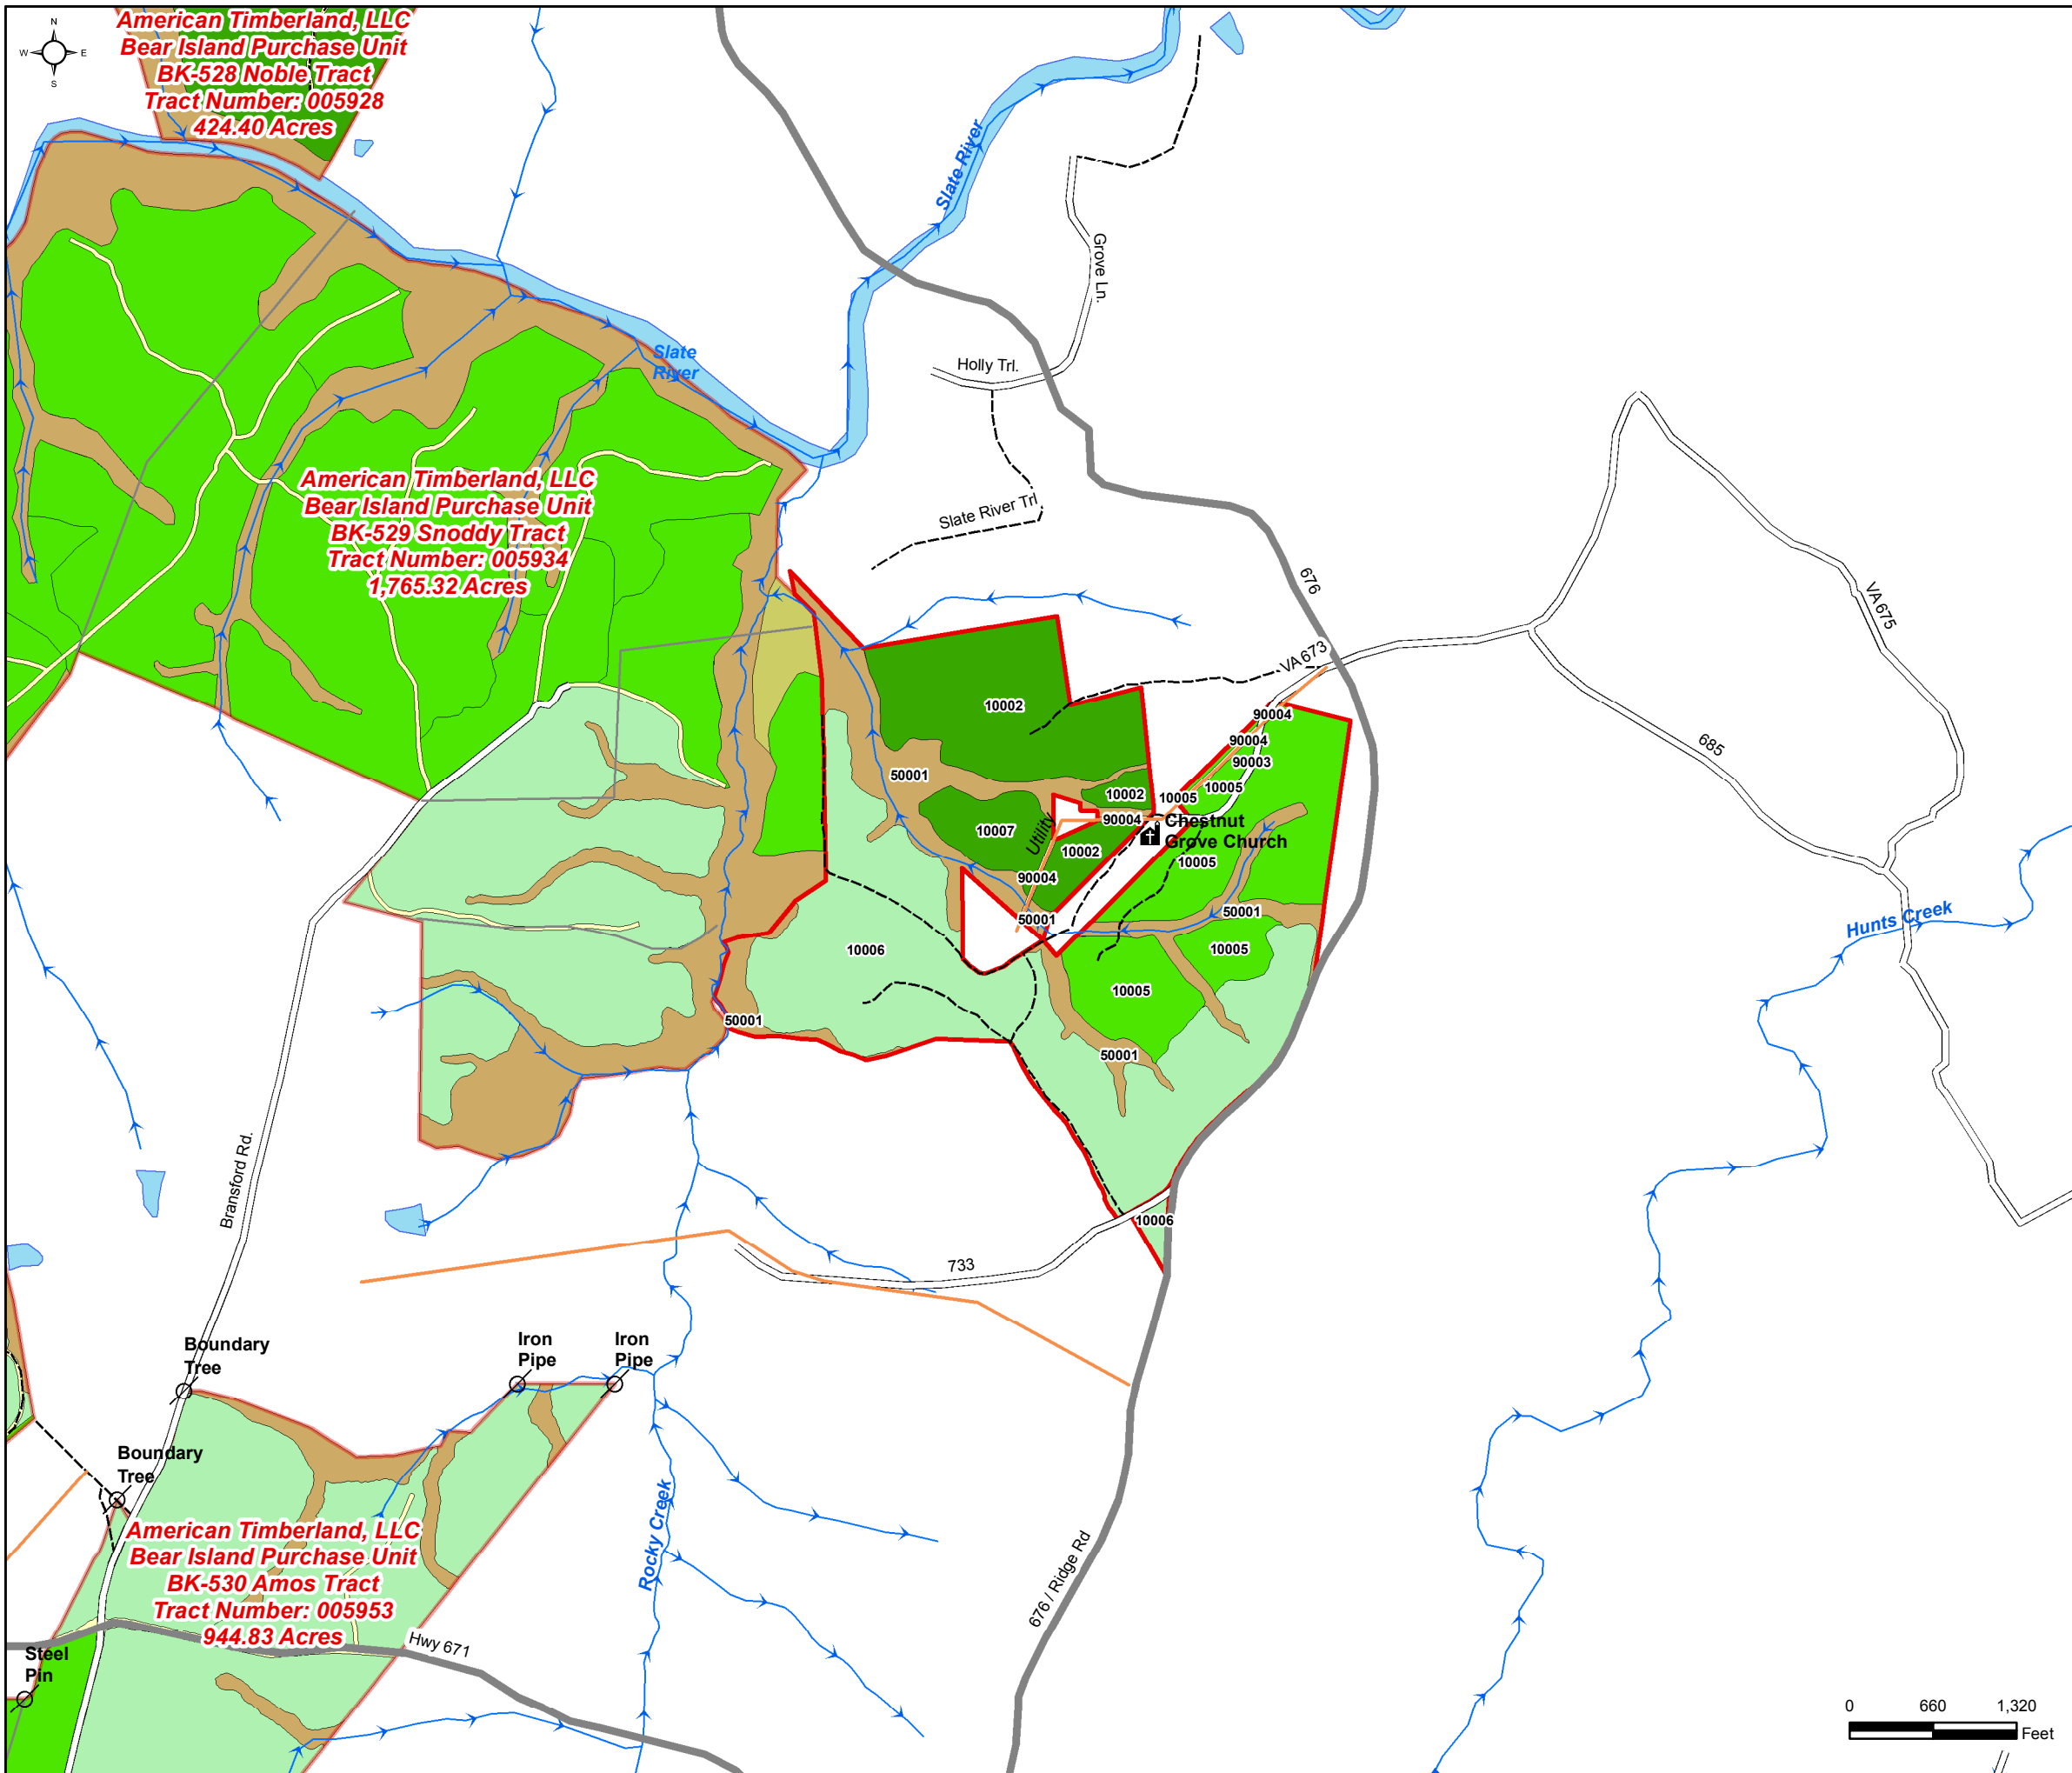 American Timberland, LLC
Bear Island Purchase Unit
BK-528 Noble Tract
Tract Number: 005928
424.40 Acres
N
W
E
S
Slate River
Grove Ln.
Slate
River
Holly Trl.
American Timberland, LLC
Bear Island Purchase Unit
BK-529 Snoddy Tract
Tract Number: 005934
1,765.32 Acres
Slate River Trl
676
VA 675
VA 673
10002
90004
685
90004
90003
50001
10005
10002
10005
10007
Utility
90004
Chestnut
Grove Church
10002
10005
90004
50001
50001
Hunts Creek
10006
10005
10005
50001
50001
Bransford Rd.
10006
733
Boundary
Tree
Iron
Pipe
Iron
Pipe
Boundary
Tree
Rocky Creek
676 / Ridge Rd
American Timberland, LLC
Bear Island Purchase Unit
BK-530 Amos Tract
Tract Number: 005953
944.83 Acres
Hwy 671
Steel
Pin
0 660 1,320
Feet